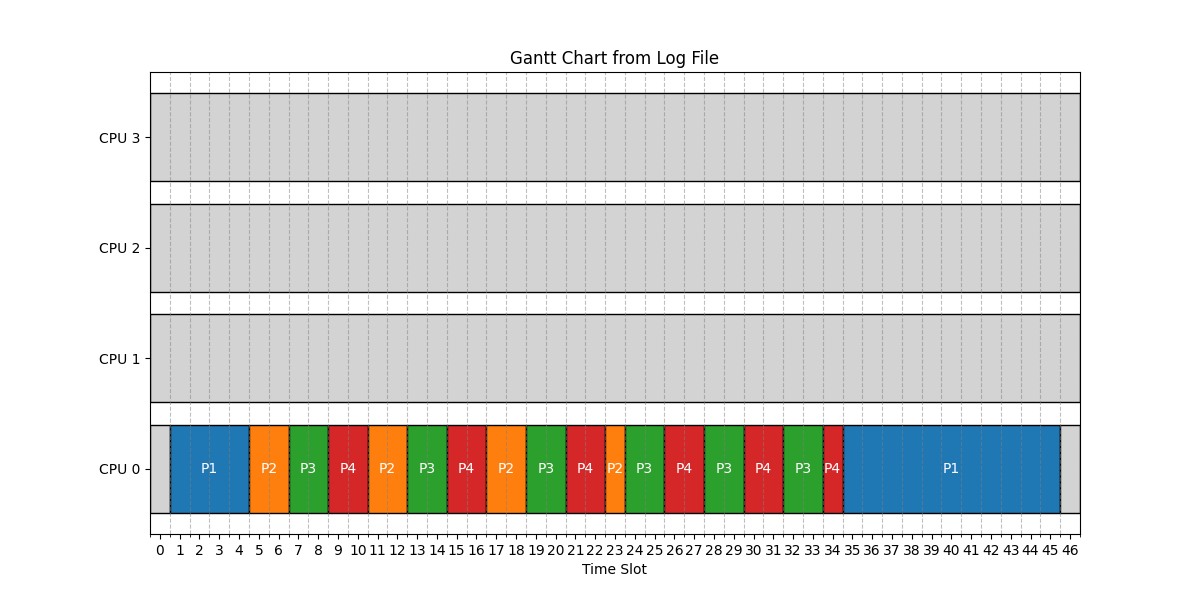 Gantt Chart from Log File
CPU 3
CPU 2
CPU 1
CPU 0
P1 P2 P3 P4 P2 P3 P4 P2 P3 P4 P2 P3 P4 P3 P4 P3 P4 P1
0 1 2 3 4 5 6 7 8 9 10 11 12 13 14 15 16 17 18 19 20 21 22 23 24 25 26 27 28 29 30 31 32 33 34 35 36 37 38 39 40 41 42 43 44 45 46
Time Slot